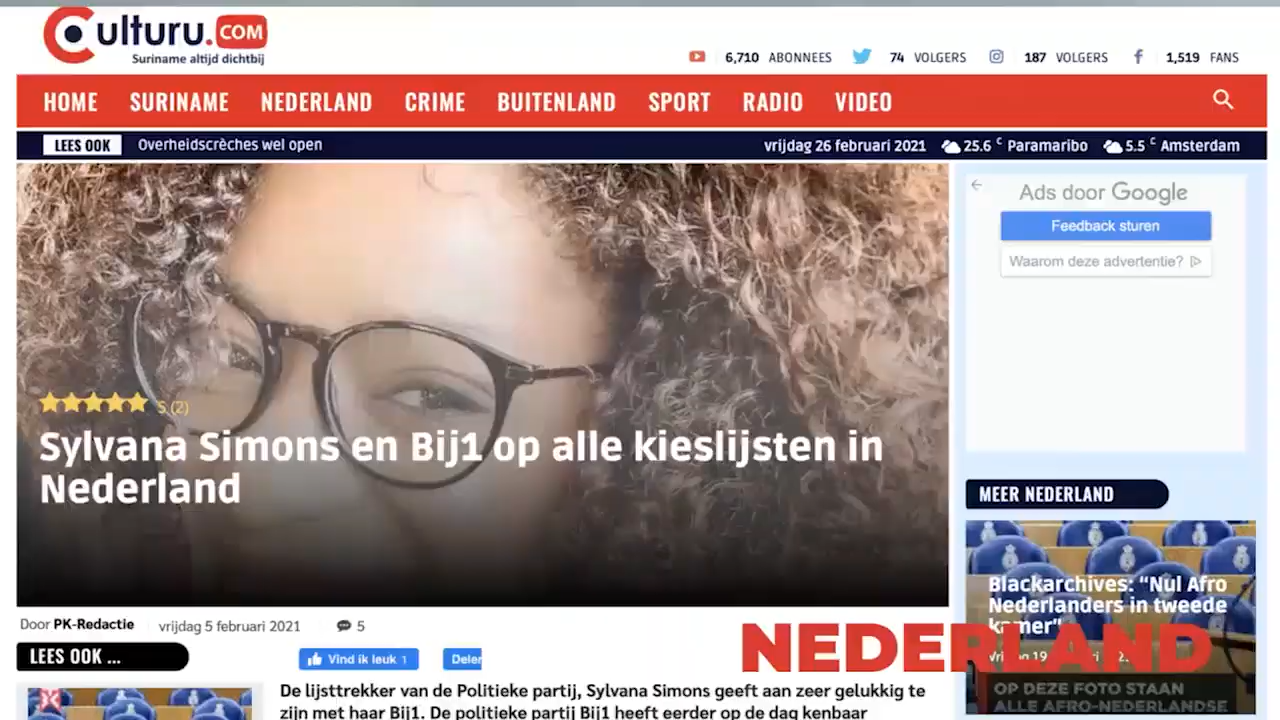 Culturu.COM
Suriname altijd dichtbij
6,710 ABONNEES 74 VOLGERS 187 VOLGERS 1,519 FANS
HOME SURINAME NEDERLAND CRIME BUITENLAND SPORT RADIO VIDEO
LEES OOK Overheidscrèches wel open vrijdag 26 februari 2021 25.6 C Paramaribo 5.5 C Amsterdam
Ads door Google
Feedback sturen
Waarom deze advertentie?
5 (2)
Sylvana Simons en Bij1 op alle kieslijsten in
Nederland
MEER NEDERLAND
Blackarchives: “Nul Afro
Nederlanders in tweede
kamer”
Door PK-Redactie vrijdag 5 februari 2021 5
NEDERLAND
LEES OOK ...
Vind ik leuk 1
OP DEZE FOTO STAAN
ALLE AFRO-NEDERLANDSE
De lijsttrekker van de Politieke partij, Sylvana Simons geeft aan zeer gelukkig te
zijn met haar Bij1. De politieke partij Bij1 heeft eerder op de dag kenbaar